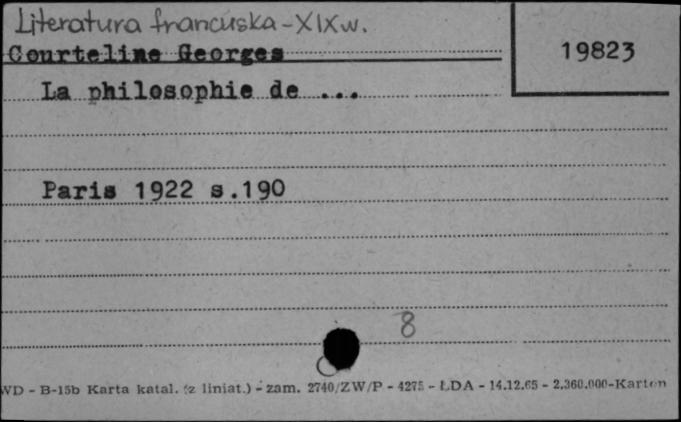 Literatura francuska-XIXw.
Courteline Georges
19823
La philosophie de ...
Paris 1922 s.190
8
WD - B-15b Karta katal. (z liniat.) - zam. 2740/ZW/P - 4275 - LDA - 14.12.65 - 2.360.000-Karton